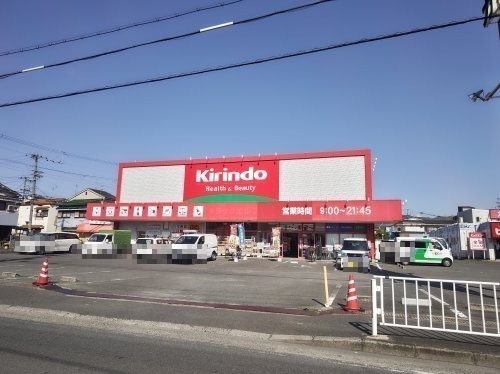 Kirindo
Health & Beauty
営業時間 9:00~21:45